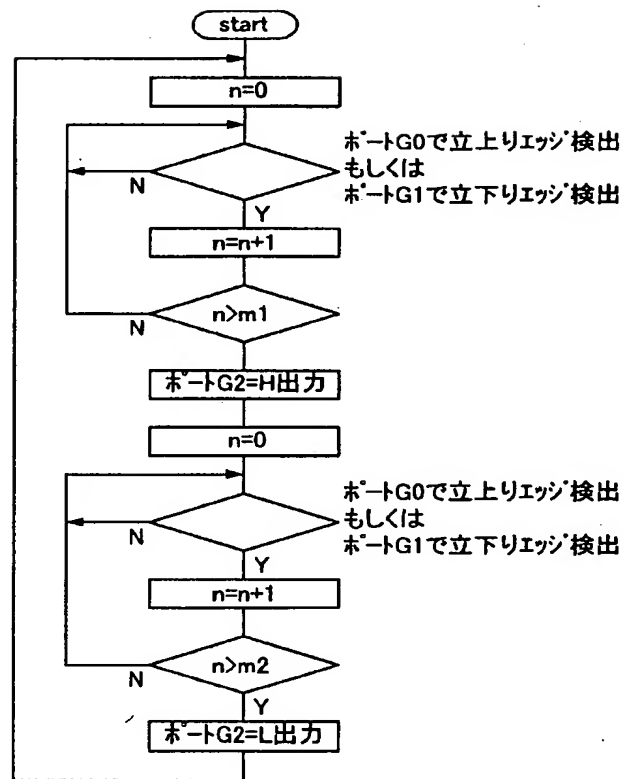 start
n=0
ポートG0で立上りエッジ検出
もしくは
ポートG1で立下りエッジ検出
N
Y
n=n+1
n>m1
N
ポートG2=H出力
n=0
ポートG0で立上りエッジ検出
もしくは
ポートG1で立下りエッジ検出
N
Y
n=n+1
n>m2
N
Y
ポートG2=L出力